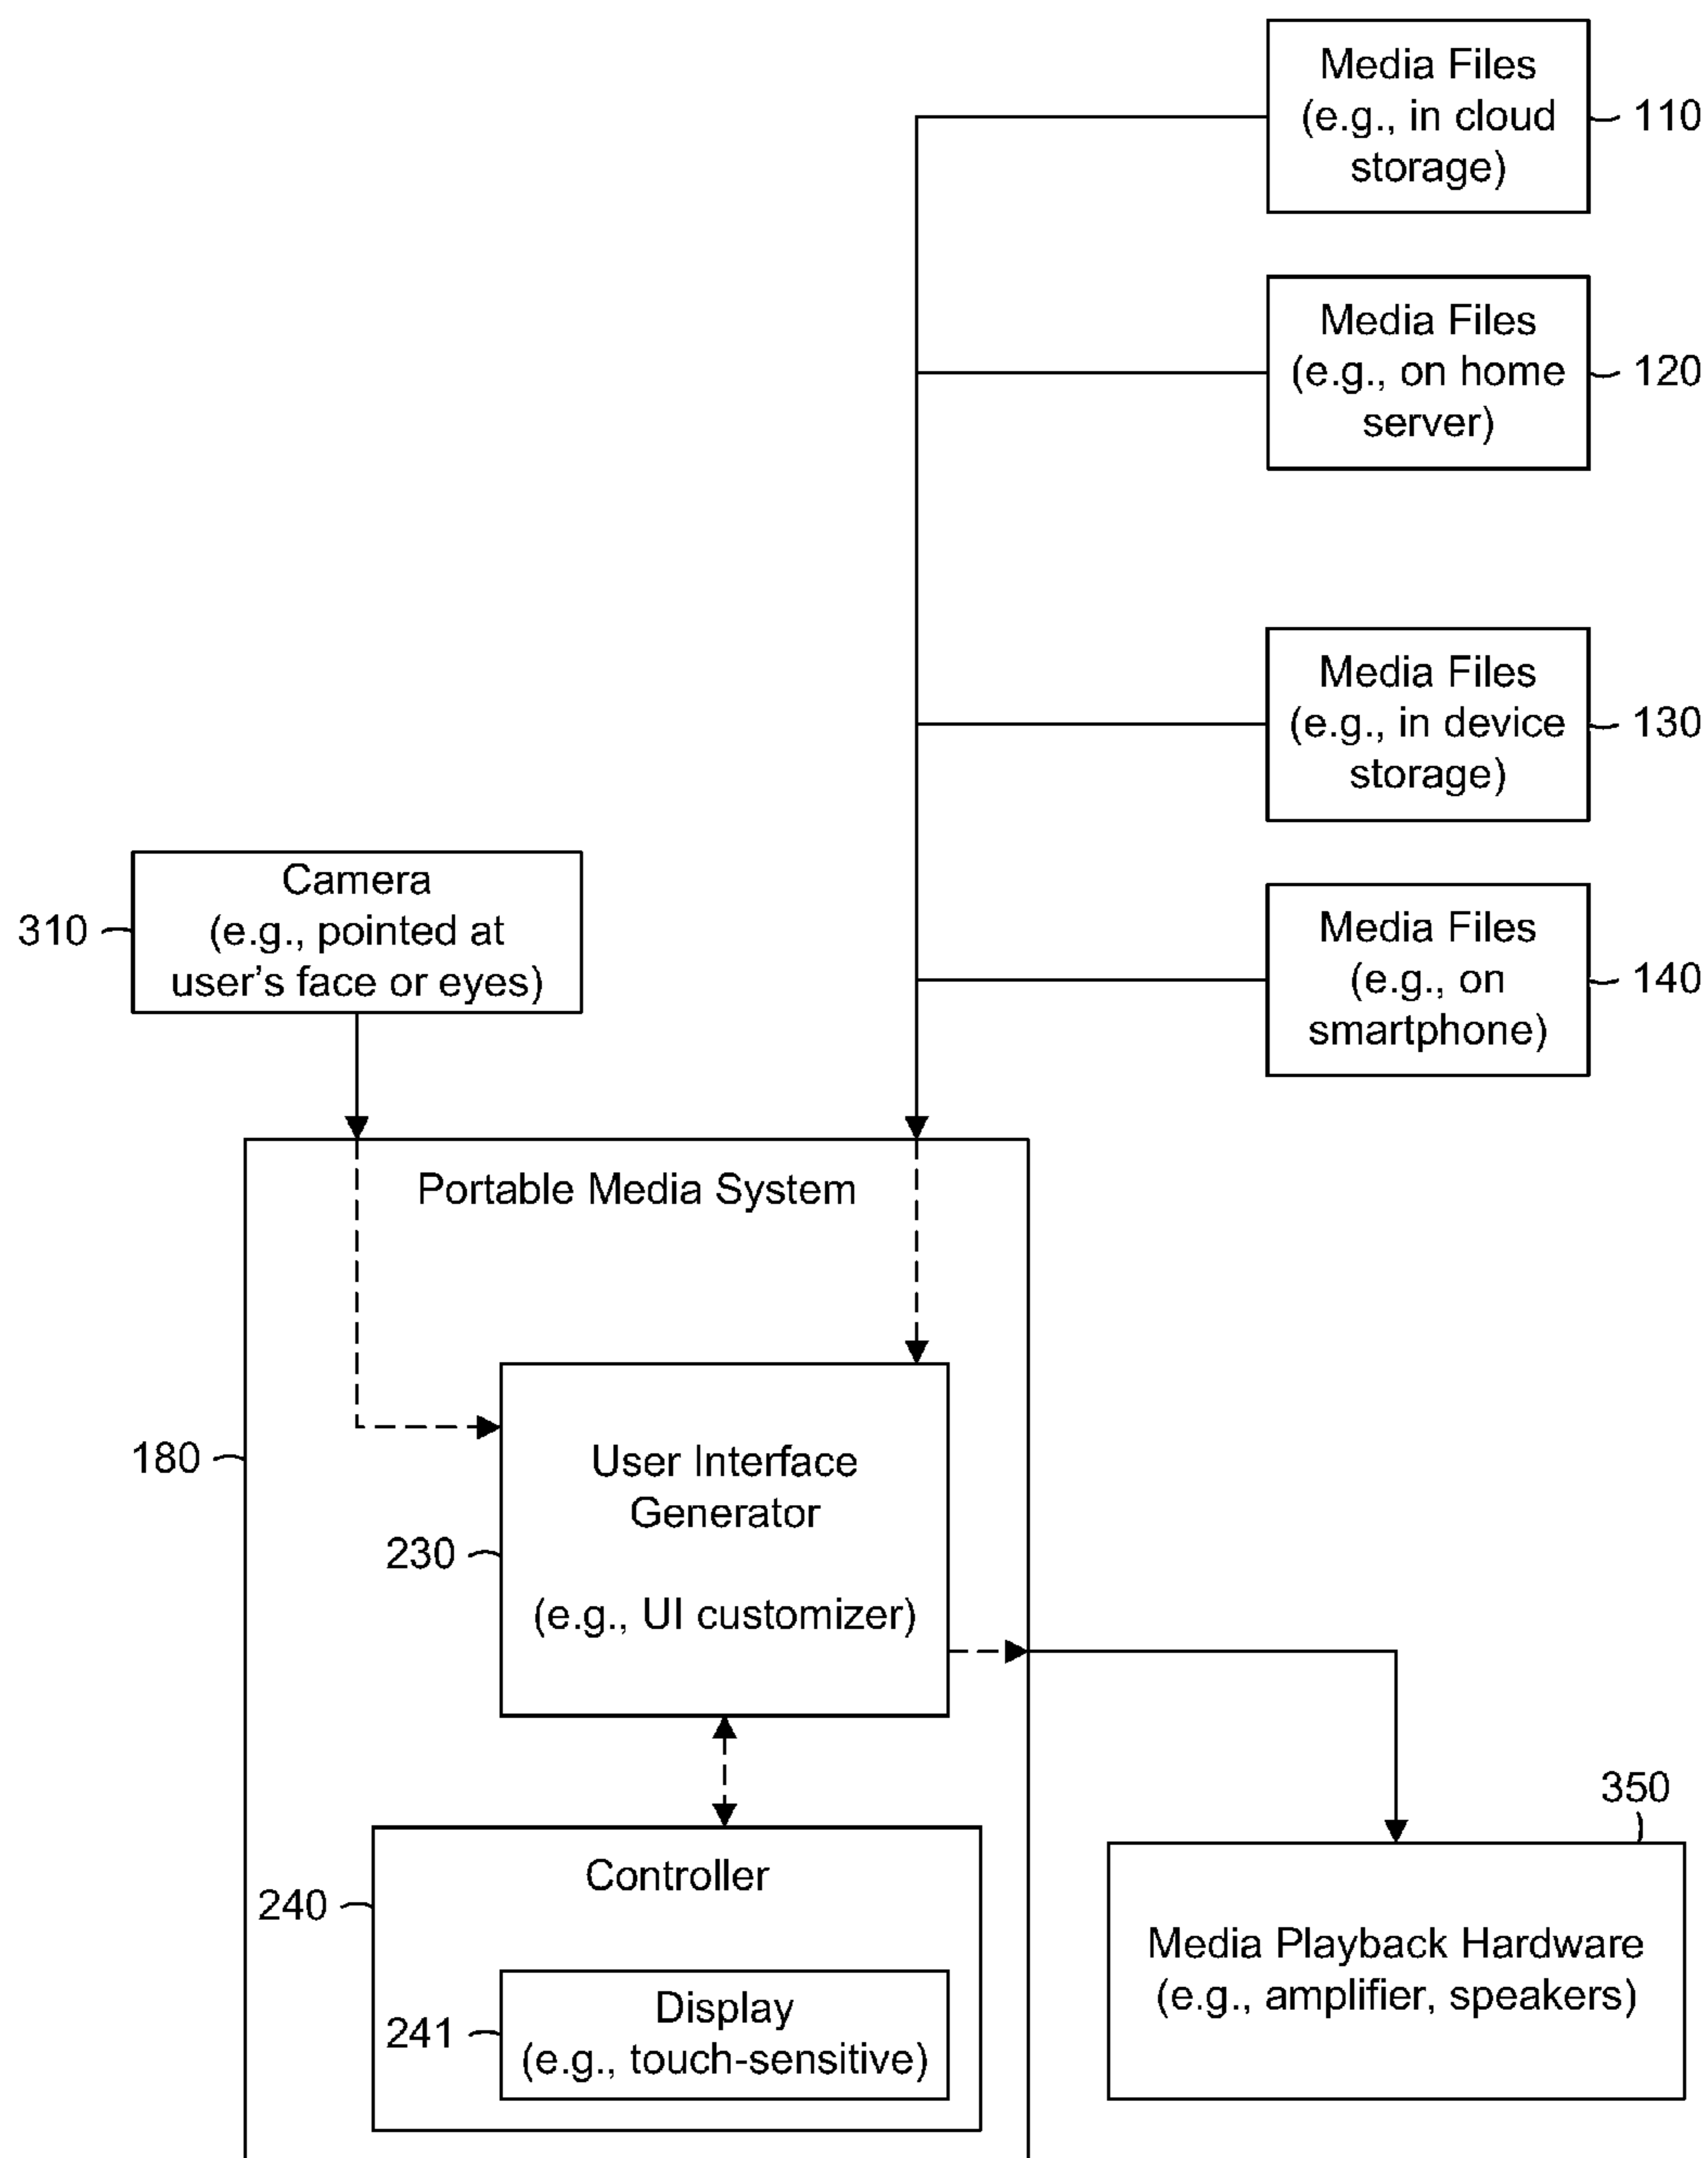 Media Files
(e.g., in cloud
storage)
110
Media Files
(e.g., on home
server)
120
Media Files
(e.g., in device
storage)
130
Camera
(e.g., pointed at
user's face or eyes)
310
Media Files
(e.g., on
smartphone)
140
Portable Media System
180
User Interface
Generator
(e.g., UI customizer)
230
350
Controller
240
Display
(e.g., touch-sensitive)
241
Media Playback Hardware
(e.g., amplifier, speakers)